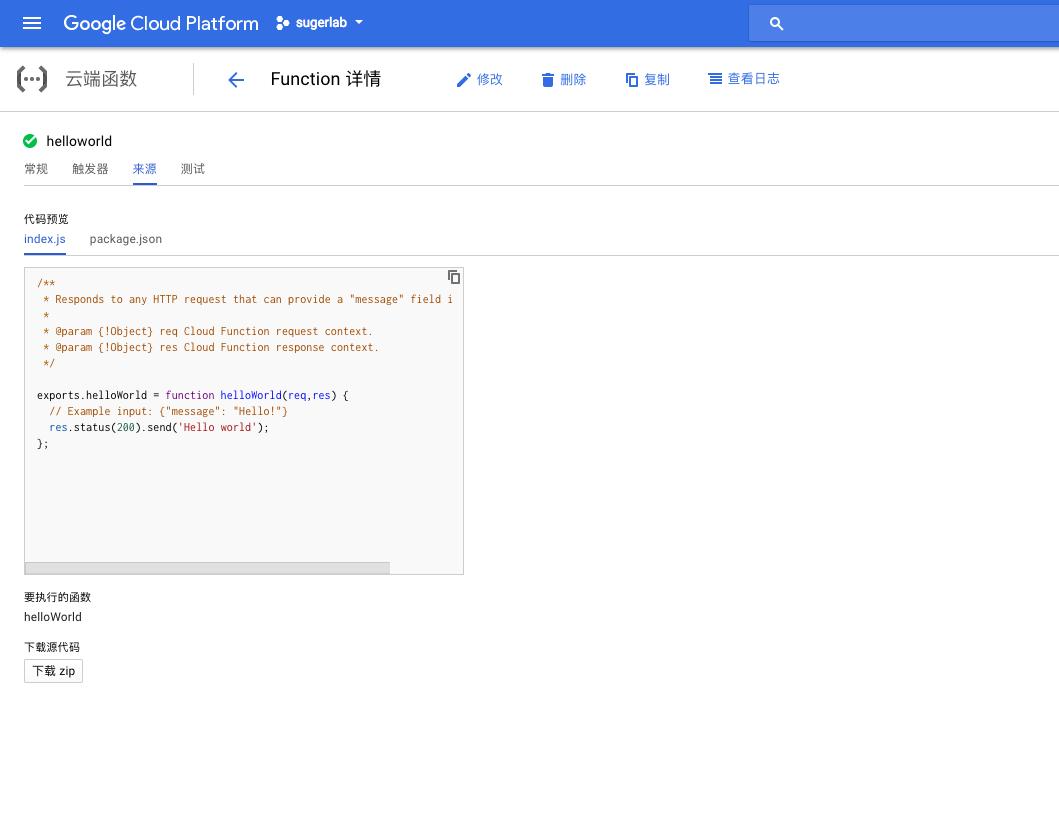 Google Cloud Platform sugerlab
云端函数 Function 详情 修改 删除 复制 查看日志
helloworld
常规 触发器 来源 测试
代码预览
index.js package.json
/**
 * Responds to any HTTP request that can provide a "message" field i
 *
 * @param {!Object} req Cloud Function request context.
 * @param {!Object} res Cloud Function response context.
 */
exports.helloWorld = function helloWorld(req,res) {
  // Example input: {"message": "Hello!"}
  res.status(200).send('Hello world');
};
要执行的函数
helloWorld
下载源代码
下载 zip